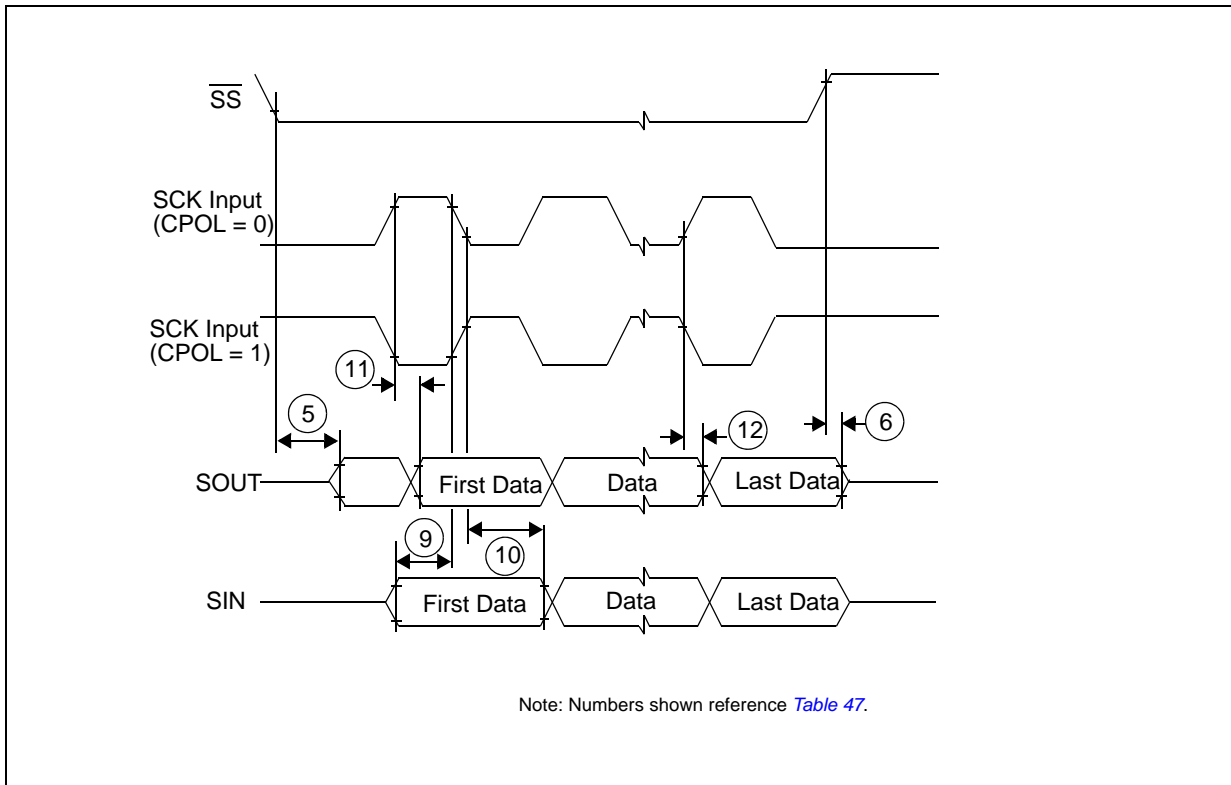 SS
SCK Input
(CPOL = 0)
SCK Input
(CPOL = 1)
11
5
12
6
SOUT
First Data
Data
Last Data
9
10
SIN
First Data
Data
Last Data
Note: Numbers shown reference Table 47.